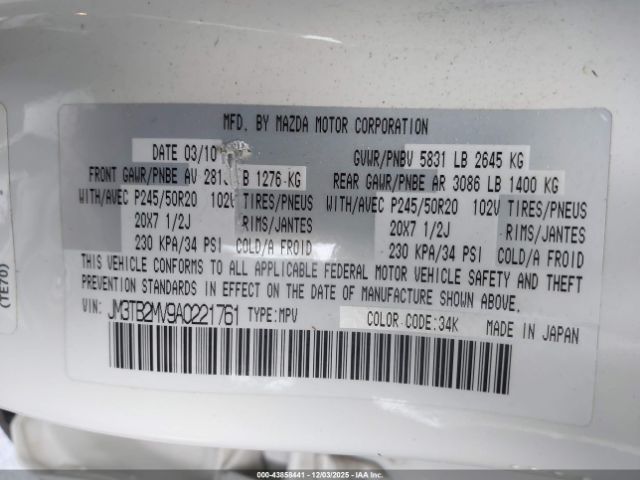 MFD. BY MAZDA MOTOR CORPORATION
DATE 03/10 GVWR/PNBV 5831 LB 2645 KG
FRONT GAWR/PNBE AV 281 B 1276 KG REAR GAWR/PNBE AR 3086 LB 1400 KG
WITH/AVEC P245/50R20 102V TIRES/PNEUS WITH/AVEC P245/50R20 102V TIRES/PNEUS
20X7 1/2J RIMS/JANTES 20X7 1/2J RIMS/JANTES
230 KPA/34 PSI COLD/A FROID 230 KPA/34 PSI COLD/A FROID
THIS VEHICLE CONFORMS TO ALL APPLICABLE FEDERAL MOTOR VEHICLE SAFETY AND THEFT
PREVENTION STANDARDS IN EFFECT ON THE DATE OF MANUFACTURE SHOWN ABOVE.
VIN: JM3TB2MV9A0221761 TYPE:MPV COLOR CODE:34K MADE IN JAPAN
(TE70)
000-43858441 - 12/03/2025 - IAAI.COM